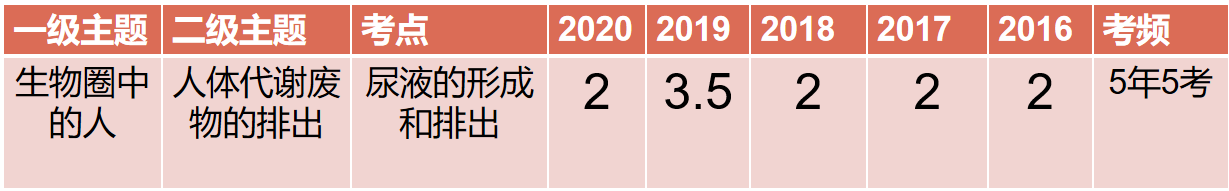 一级主题 二级主题 考点 2020 2019 2018 2017 2016 考频
生物圈中的人 人体代谢废物的排出 尿液的形成和排出 2 3.5 2 2 2 5年5考